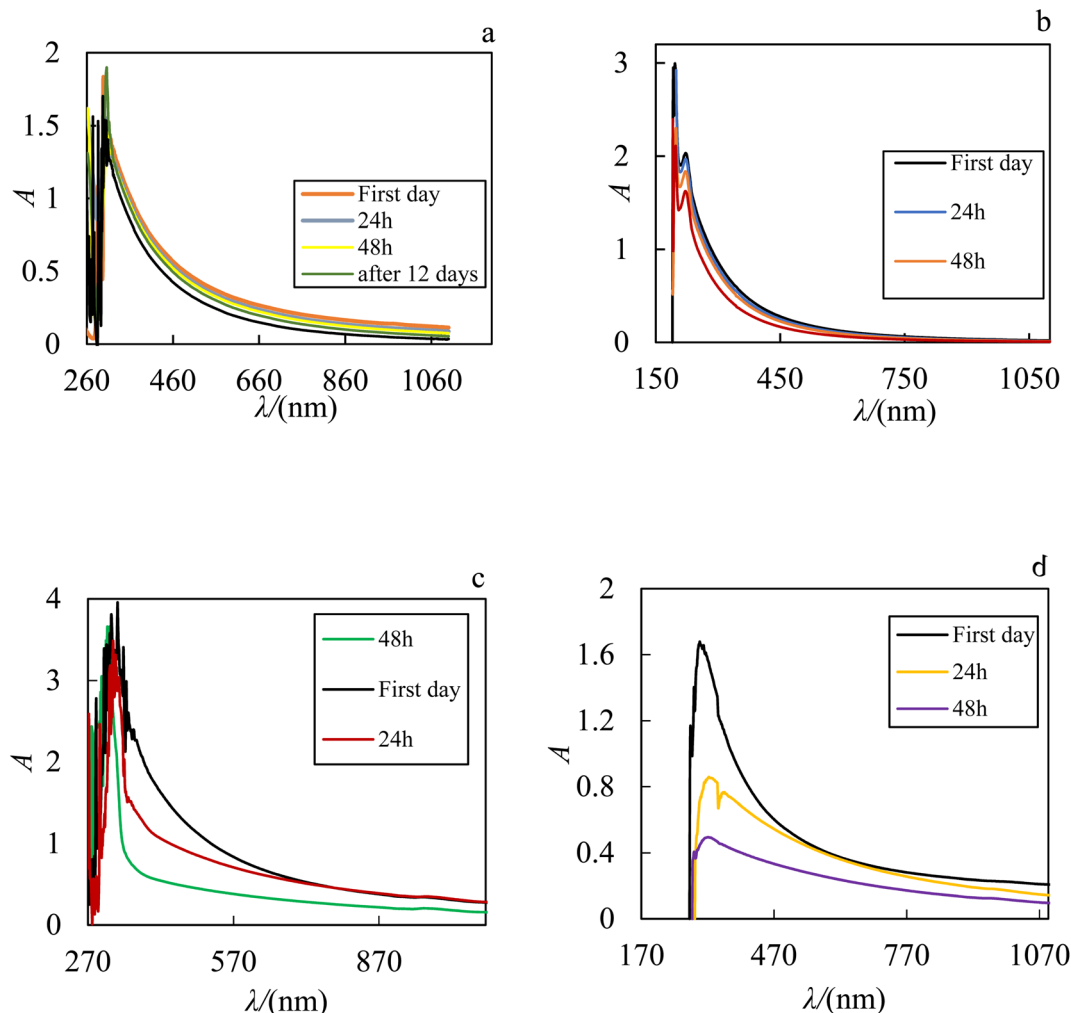 a
2
1.5
1
0.5
0
A
First day
24h
48h
after 12 days
260 460 660 860 1060
λ/(nm)
b
3
2
1
0
A
First day
24h
48h
150 450 750 1050
λ/(nm)
c
4
3
2
1
0
A
48h
First day
24h
270 570 870
λ/(nm)
d
2
1.6
1.2
0.8
0.4
0
A
First day
24h
48h
170 470 770 1070
λ/(nm)